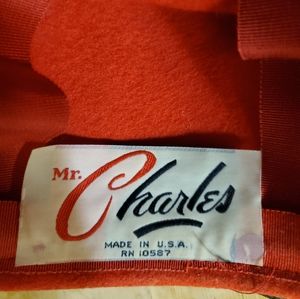 Mr. Charles
MADE IN U.S.A.
RN 10587